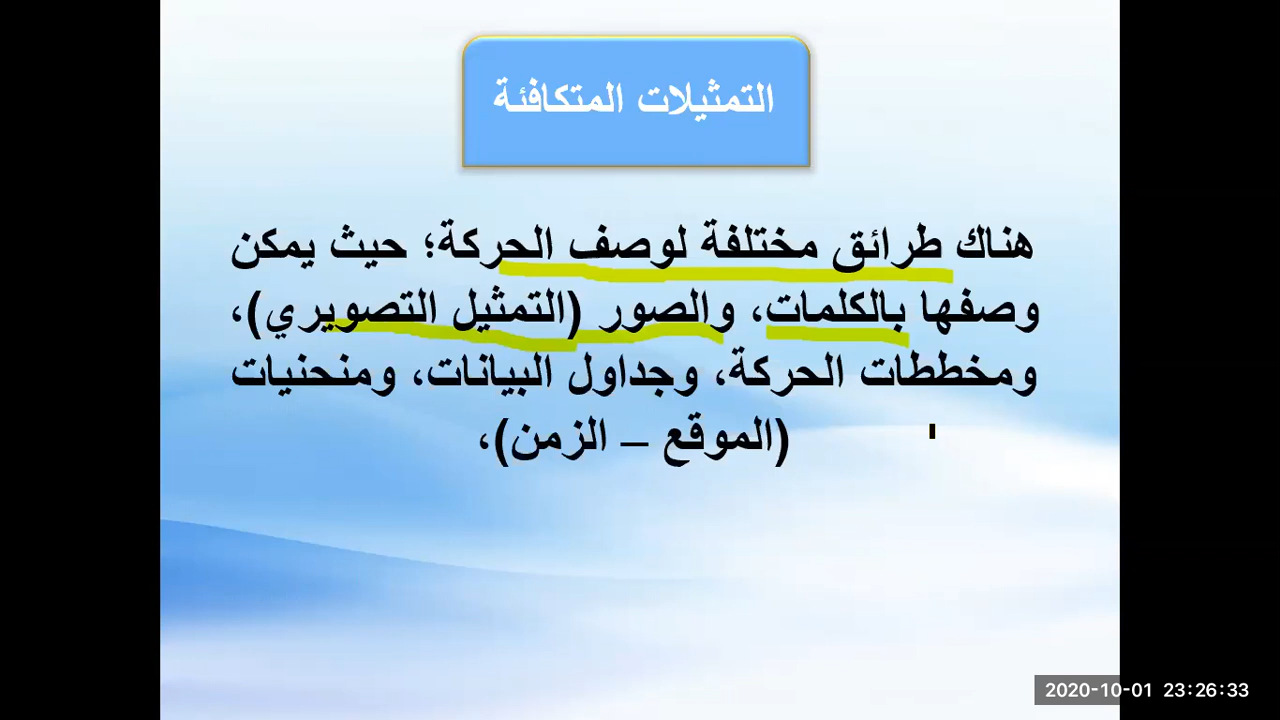 التمثيلات المتكافئة
هناك طرائق مختلفة لوصف الحركة؛ حيث يمكن
وصفها بالكلمات، والصور (التمثيل التصويري)،
ومخططات الحركة، وجداول البيانات، ومنحنيات
(الموقع – الزمن)،
2020-10-01 23:26:33